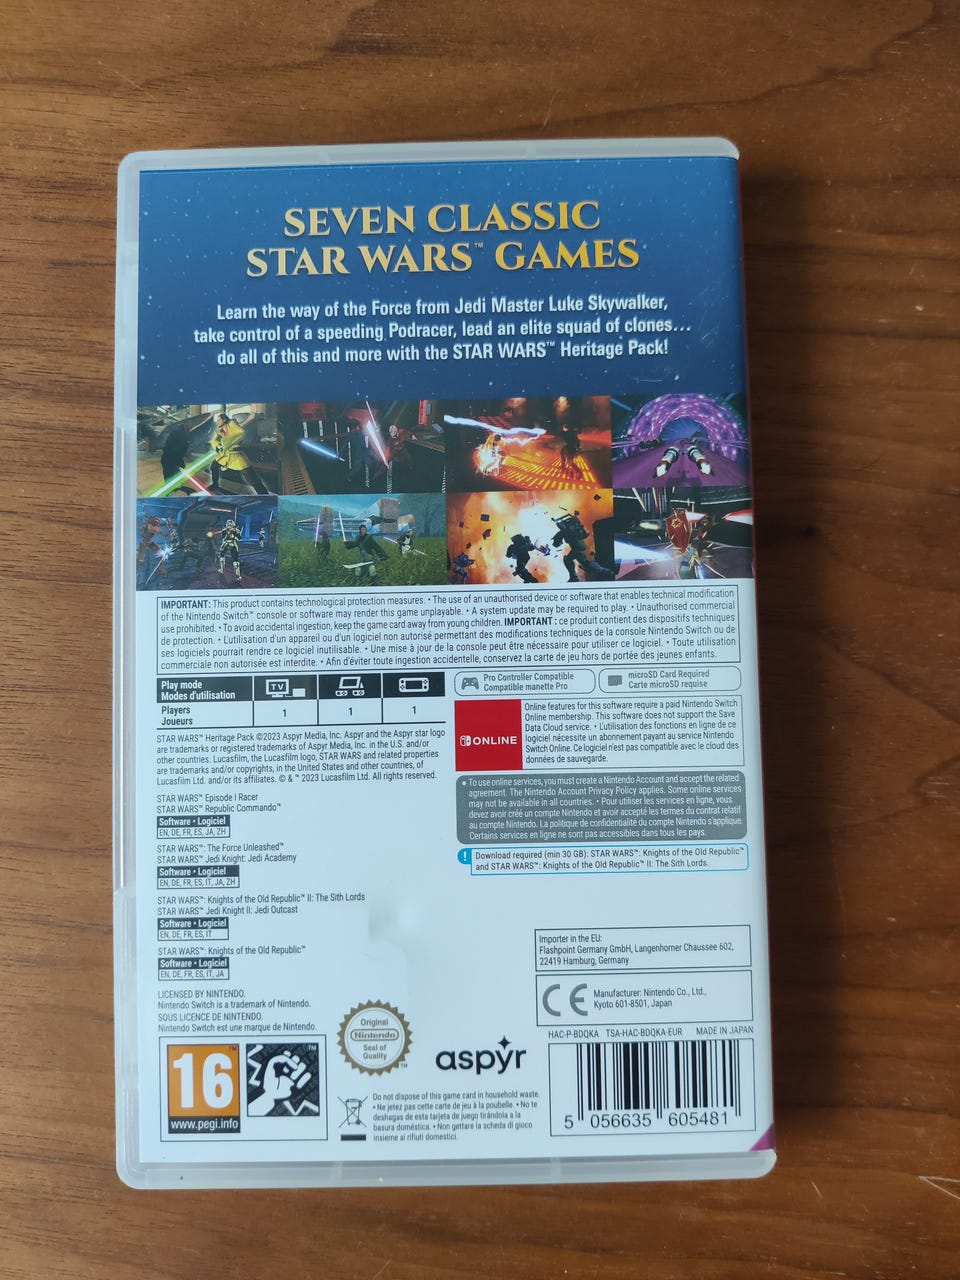 SEVEN CLASSIC
STAR WARS™ GAMES
Learn the way of the Force from Jedi Master Luke Skywalker,
take control of a speeding Podracer, lead an elite squad of clones...
do all of this and more with the STAR WARS™ Heritage Pack!
IMPORTANT: This product contains technological protection measures. • The use of an unauthorised device or software that enables technical modification
of the Nintendo Switch™ console or software may render this game unplayable. • A system update may be required to play. • Unauthorised commercial
use prohibited. • To avoid accidental ingestion, keep the game card away from young children. IMPORTANT : ce produit contient des dispositifs techniques
de protection. • L'utilisation d'un appareil ou d'un logiciel non autorisé permettant des modifications techniques de la console Nintendo Switch ou de
ses logiciels pourrait rendre ce logiciel inutilisable. • Une mise à jour de la console peut être nécessaire pour utiliser ce logiciel. • Toute utilisation
commerciale non autorisée est interdite. • Afin d'éviter toute ingestion accidentelle, conservez la carte de jeu hors de portée des jeunes enfants.
Play mode
Modes d'utilisation
TV
Players
Joueurs
1
1
1
Pro Controller Compatible
Compatible manette Pro
microSD Card Required
Carte microSD requise
ONLINE
Online features for this software require a paid Nintendo Switch
Online membership. This software does not support the Save
Data Cloud service. • L'utilisation des fonctions en ligne de ce
logiciel nécessite un abonnement payant au service Nintendo
Switch Online. Ce logiciel n'est pas compatible avec le cloud des
données de sauvegarde.
• To use online services, you must create a Nintendo Account and accept the related
agreement. The Nintendo Account Privacy Policy applies. Some online services
may not be available in all countries. • Pour utiliser les services en ligne, vous
devez avoir créé un compte Nintendo et avoir accepté les termes du contrat relatif
au compte Nintendo. La politique de confidentialité du compte Nintendo s'applique.
Certains services en ligne ne sont pas accessibles dans tous les pays.
! Download required (min 30 GB): STAR WARS™: Knights of the Old Republic™
and STAR WARS™: Knights of the Old Republic™ II: The Sith Lords.
STAR WARS™ Heritage Pack ©2023 Aspyr Media, Inc. Aspyr and the Aspyr star logo
are trademarks or registered trademarks of Aspyr Media, Inc. in the U.S. and/or
other countries. Lucasfilm, the Lucasfilm logo, STAR WARS and related properties
are trademarks and/or copyrights, in the United States and other countries, of
Lucasfilm Ltd. and/or its affiliates. © & ™ 2023 Lucasfilm Ltd. All rights reserved.
STAR WARS™ Episode I Racer
STAR WARS™ Republic Commando™
Software • Logiciel
EN, DE, FR, ES, JA, ZH
STAR WARS™: The Force Unleashed™
STAR WARS™ Jedi Knight: Jedi Academy
Software • Logiciel
EN, DE, FR, ES, IT, JA, ZH
STAR WARS™: Knights of the Old Republic™ II: The Sith Lords
STAR WARS™ Jedi Knight II: Jedi Outcast
Software • Logiciel
EN, DE, FR, ES, IT
STAR WARS™: Knights of the Old Republic™
Software • Logiciel
EN, DE, FR, ES, IT, JA
LICENSED BY NINTENDO.
Nintendo Switch is a trademark of Nintendo.
SOUS LICENCE DE NINTENDO.
Nintendo Switch est une marque de Nintendo.
Importer in the EU:
Flashpoint Germany GmbH, Langenhorner Chaussee 602,
22419 Hamburg, Germany
CE
Manufacturer: Nintendo Co., Ltd.,
Kyoto 601-8501, Japan
HAC-P-BDQKA TSA-HAC-BDQKA-EUR MADE IN JAPAN
16™
www.pegi.info
™
Original
Nintendo
Seal of
Quality
™
aspyr
Do not dispose of this game card in household waste.
• Ne jetez pas cette carte de jeu à la poubelle. • No te
deshagas de esta tarjeta de juego tirándola a la
basura doméstica. • Non gettare la scheda di gioco
insieme ai rifiuti domestici.
5 056635 605481